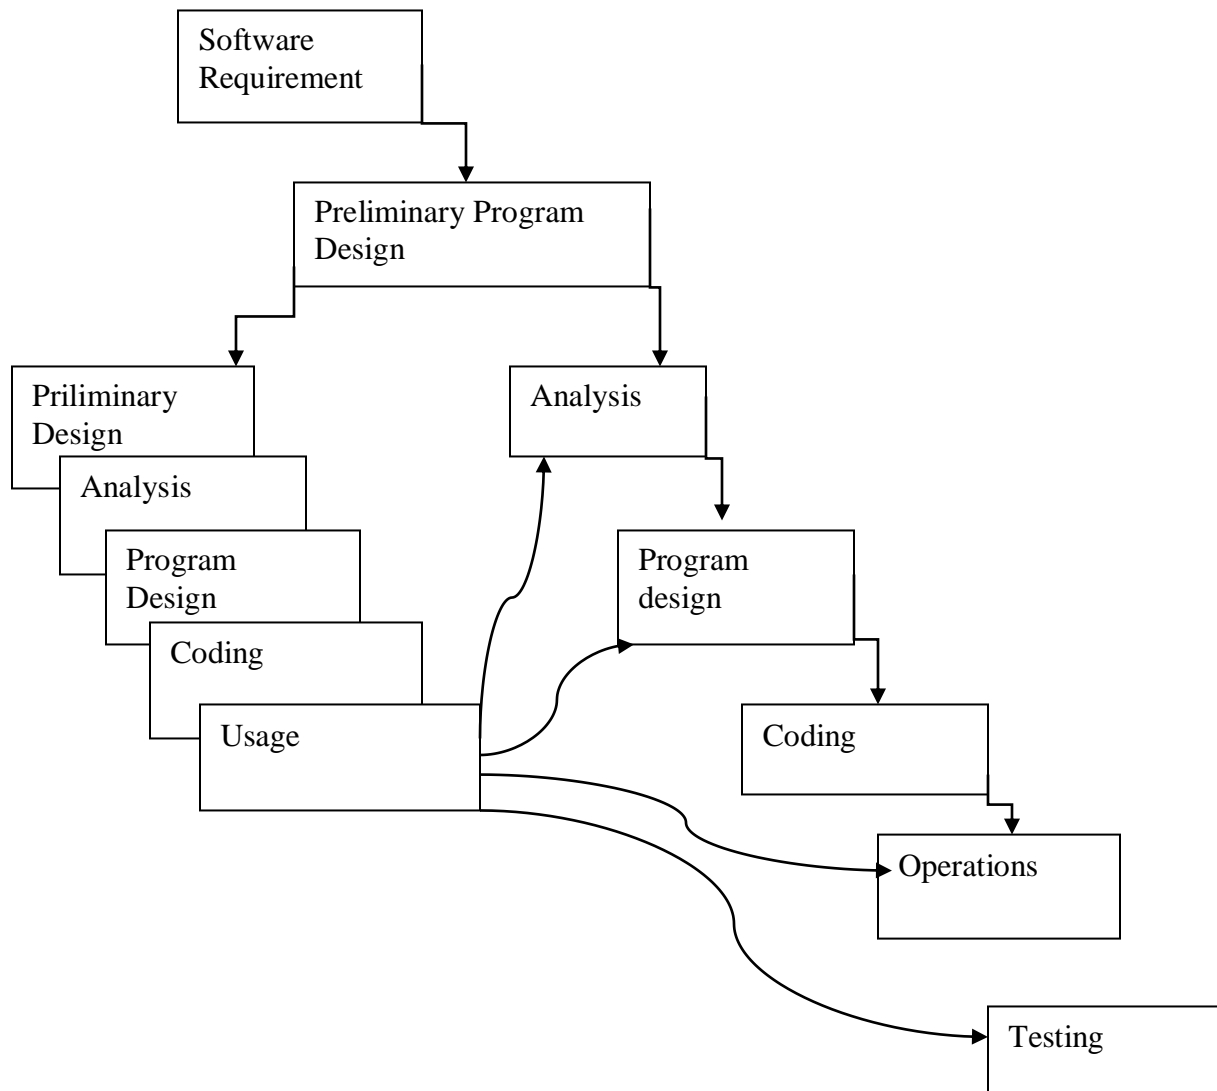 Software
Requirement
Preliminary Program
Design
Priliminary
Design
Analysis
Program
Design
Coding
Usage
Analysis
Program
design
Coding
Operations
Testing